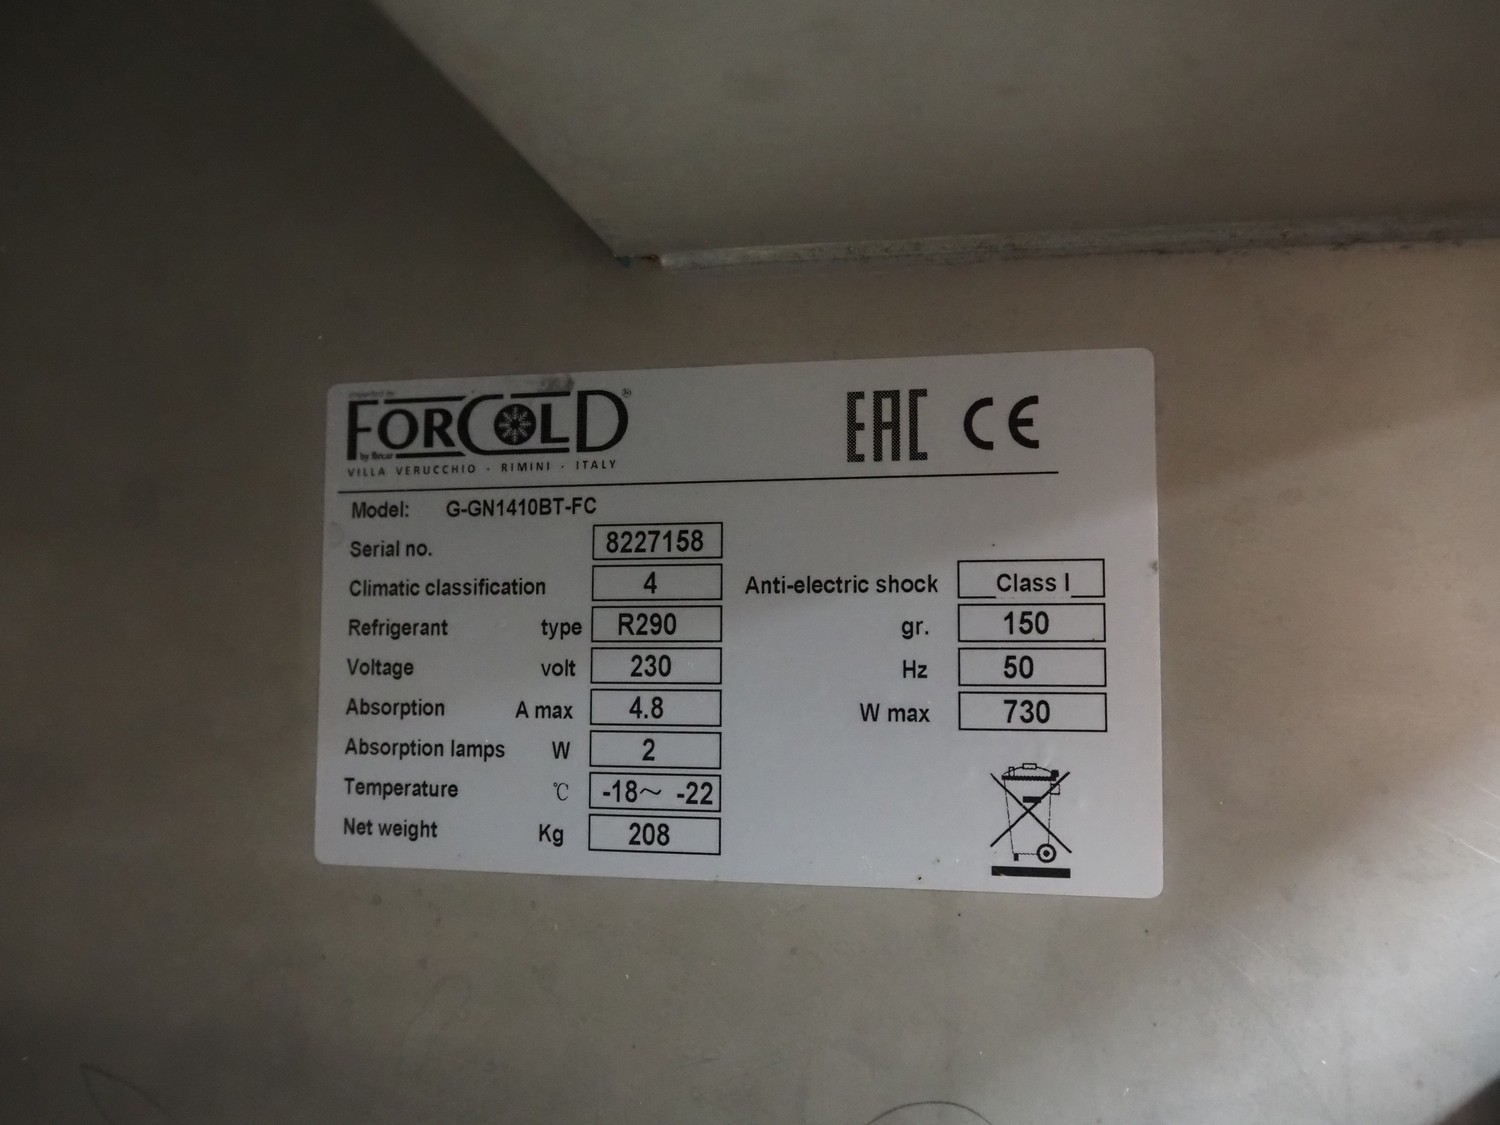 imported by
FORCOLD®
by Becar
VILLA VERUCCHIO - RIMINI - ITALY
EAC CE
Model: G-GN1410BT-FC
Serial no. 8227158
Climatic classification 4 Anti-electric shock Class I
Refrigerant type R290 gr. 150
Voltage volt 230 Hz 50
Absorption A max 4.8 W max 730
Absorption lamps W 2
Temperature ℃ -18~ -22
Net weight Kg 208